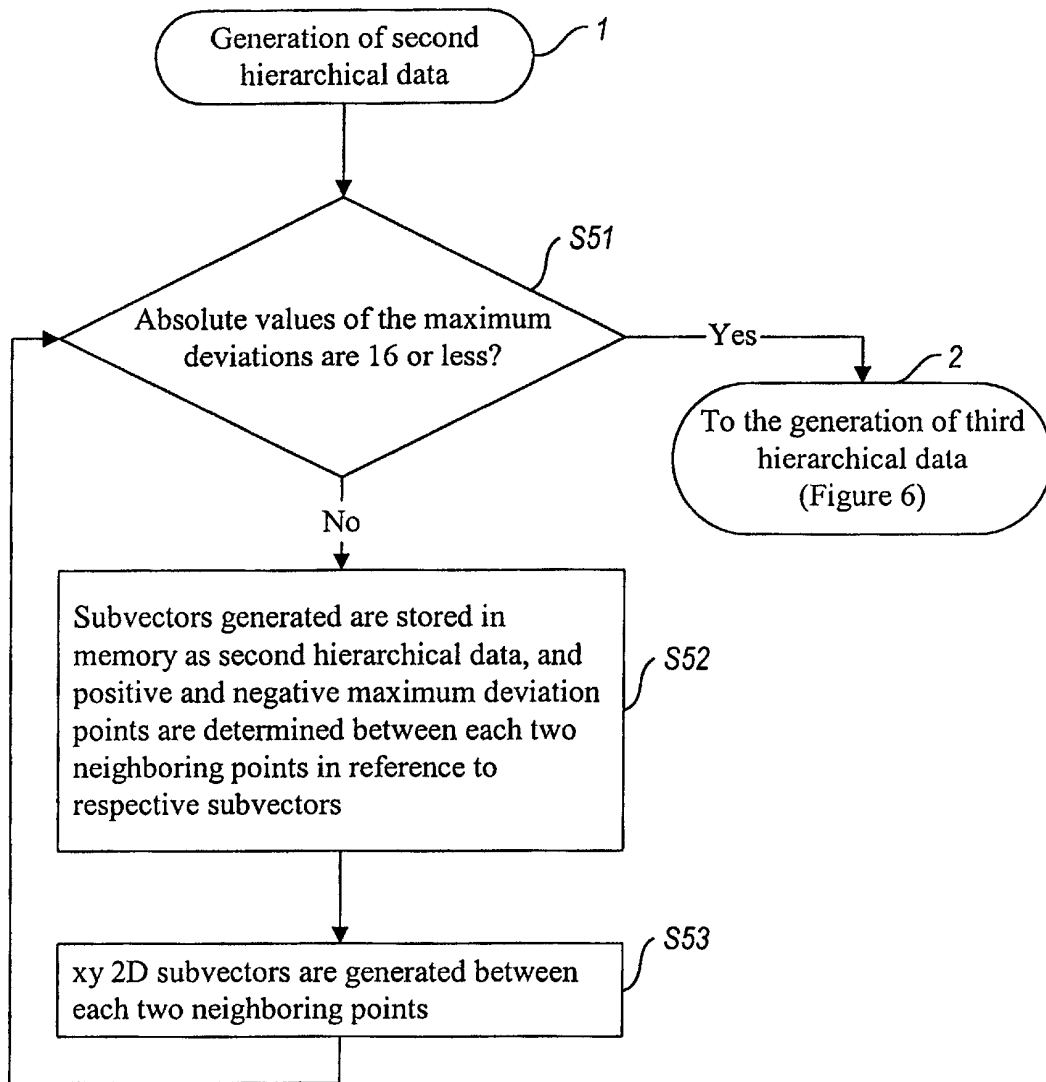 Generation of second
hierarchical data
1
S51
Absolute values of the maximum
deviations are 16 or less?
Yes
2
To the generation of third
hierarchical data
(Figure 6)
No
Subvectors generated are stored in
memory as second hierarchical data, and
positive and negative maximum deviation
points are determined between each two
neighboring points in reference to
respective subvectors
S52
S53
xy 2D subvectors are generated between
each two neighboring points